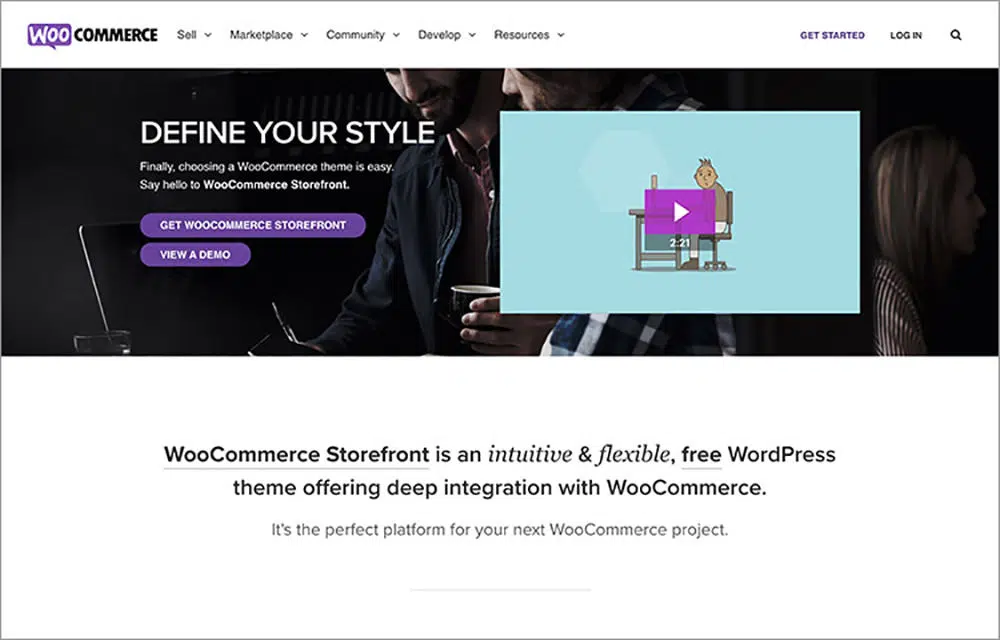 WOO COMMERCE
Sell Marketplace Community Develop Resources GET STARTED LOG IN
DEFINE YOUR STYLE
Finally, choosing a WooCommerce theme is easy.
Say hello to WooCommerce Storefront.
GET WOOCOMMERCE STOREFRONT
VIEW A DEMO
2:21
WooCommerce Storefront is an intuitive & flexible, free WordPress
theme offering deep integration with WooCommerce.
It's the perfect platform for your next WooCommerce project.